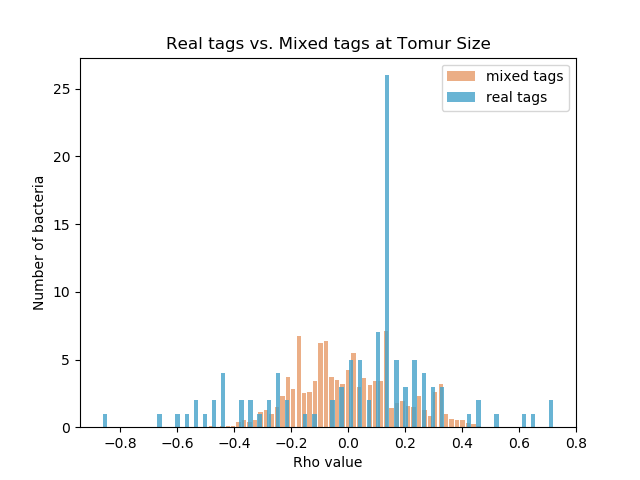 Real tags vs. Mixed tags at Tomur Size
mixed tags
real tags
Number of bacteria
25
20
15
10
5
0
−0.8 −0.6 −0.4 −0.2 0.0 0.2 0.4 0.6 0.8
Rho value